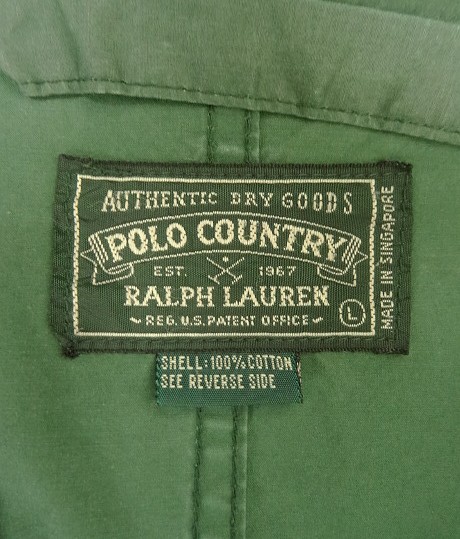 AUTHENTIC DRY GOODS
POLO COUNTRY
EST. 1967
RALPH LAUREN
REG. U.S. PATENT OFFICE
L
MADE IN SINGAPORE
SHELL: 100% COTTON
SEE REVERSE SIDE